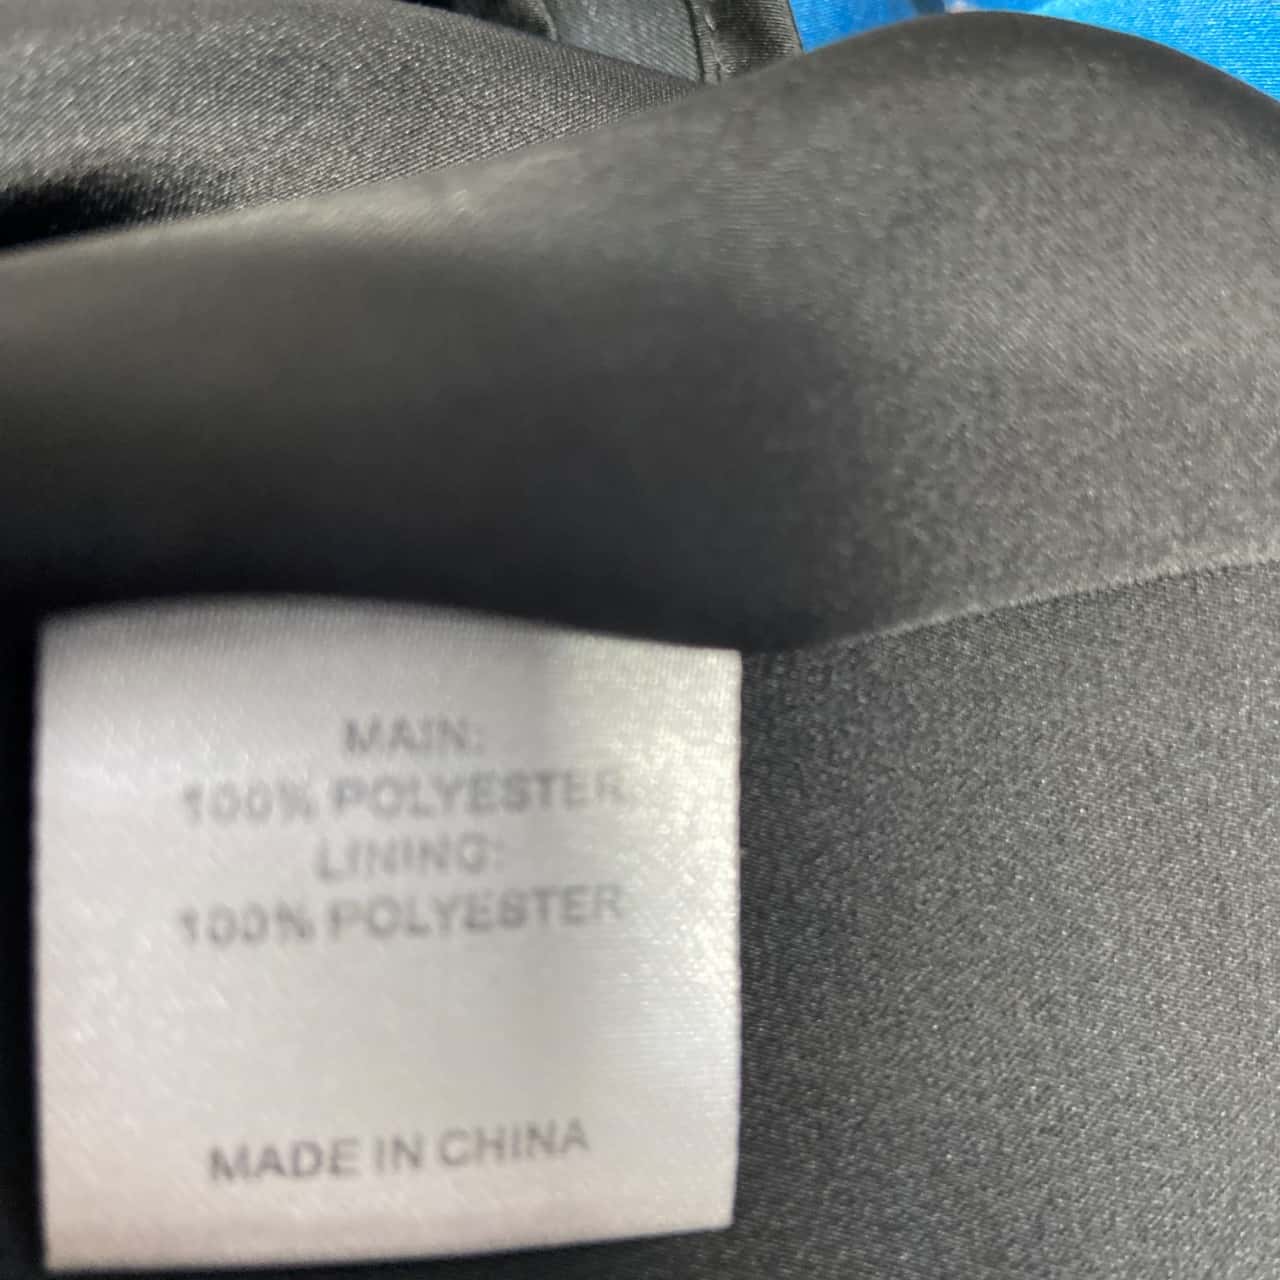 MAIN:
100% POLYESTER
LINING:
100% POLYESTER
MADE IN CHINA